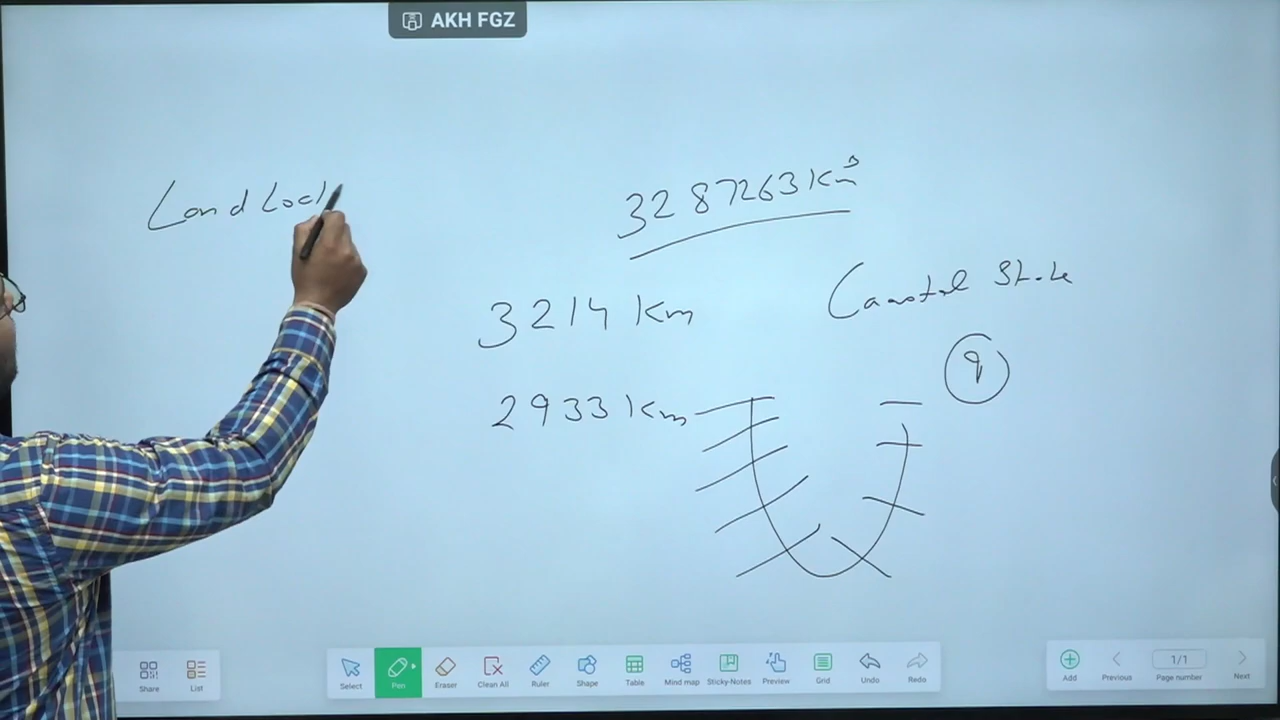 AKH FGZ
Land Lock
3287263 Km²
3214 Km
Coastal State
9
2933 Km
Share
List
Select
Pen
Eraser
Clean All
Ruler
Shape
Table
Mind map
Sticky-Notes
Preview
Grid
Undo
Redo
Add
Previous
1/1
Page number
Next